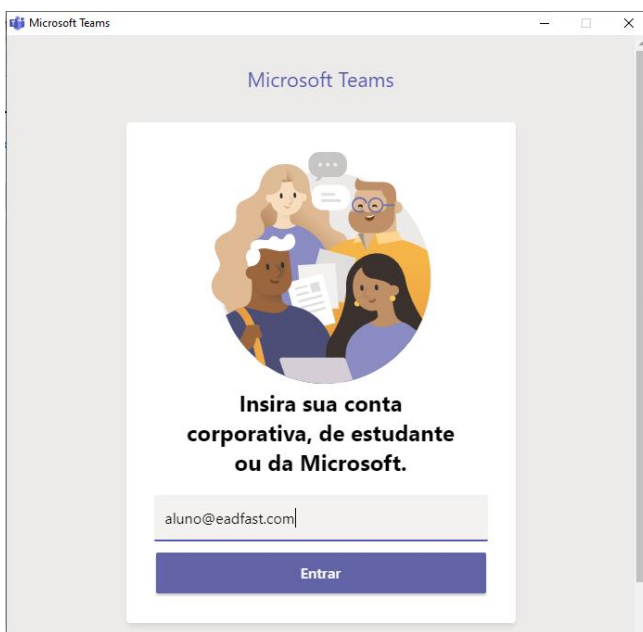 Microsoft Teams
Microsoft Teams
Insira sua conta
corporativa, de estudante
ou da Microsoft.
aluno@eadfast.com
Entrar